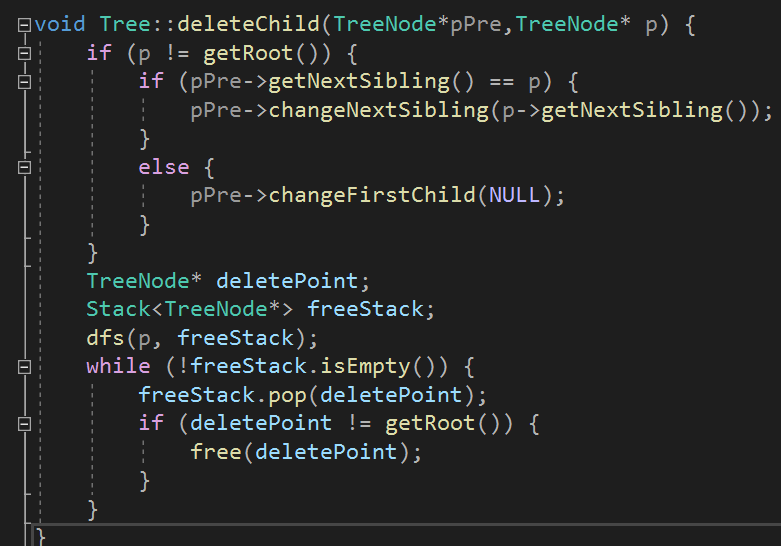 void Tree::deleteChild(TreeNode*pPre,TreeNode* p) {
    if (p != getRoot()) {
        if (pPre->getNextSibling() == p) {
            pPre->changeNextSibling(p->getNextSibling());
        }
        else {
            pPre->changeFirstChild(NULL);
        }
    }
    TreeNode* deletePoint;
    Stack<TreeNode*> freeStack;
    dfs(p, freeStack);
    while (!freeStack.isEmpty()) {
        freeStack.pop(deletePoint);
        if (deletePoint != getRoot()) {
            free(deletePoint);
        }
    }
}